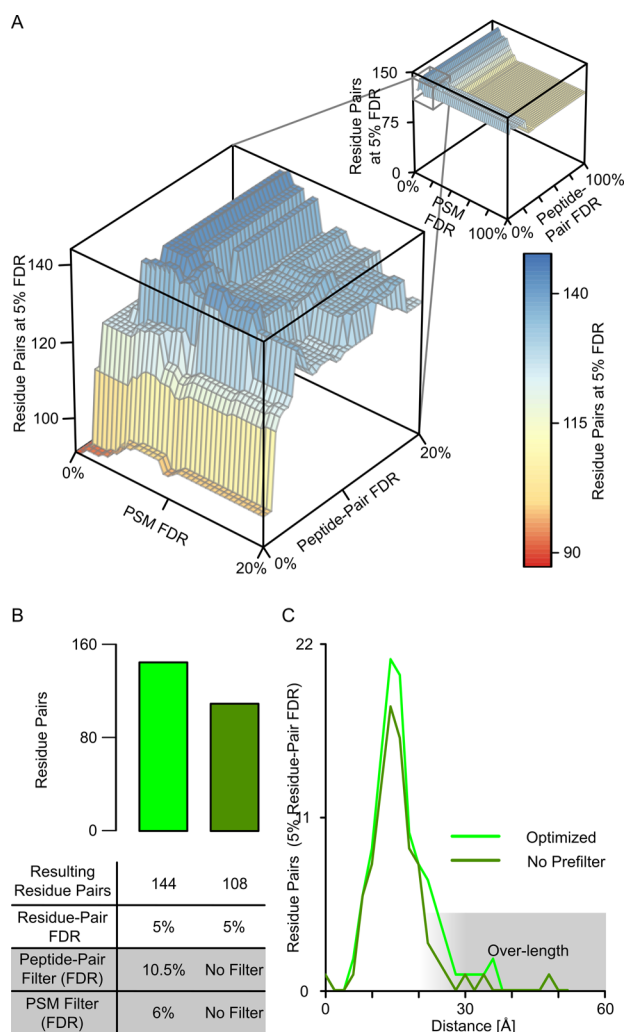 A
150
75
0
Residue Pairs
at 5% FDR
0%
PSM
FDR
100%
0%
Peptide-
Pair FDR
100%
140
120
100
Residue Pairs at 5% FDR
0%
PSM FDR
20%
0%
Peptide-Pair FDR
20%
140
115
90
Residue Pairs at 5% FDR
B
160
80
0
Residue Pairs
Resulting
Residue Pairs
144
108
Residue-Pair
FDR
5%
5%
Peptide-Pair
Filter (FDR)
10.5%
No Filter
PSM Filter
(FDR)
6%
No Filter
C
22
11
0
Residue Pairs (5% Residue-Pair FDR)
Optimized
No Prefilter
Over-length
0
30
60
Distance [Å]